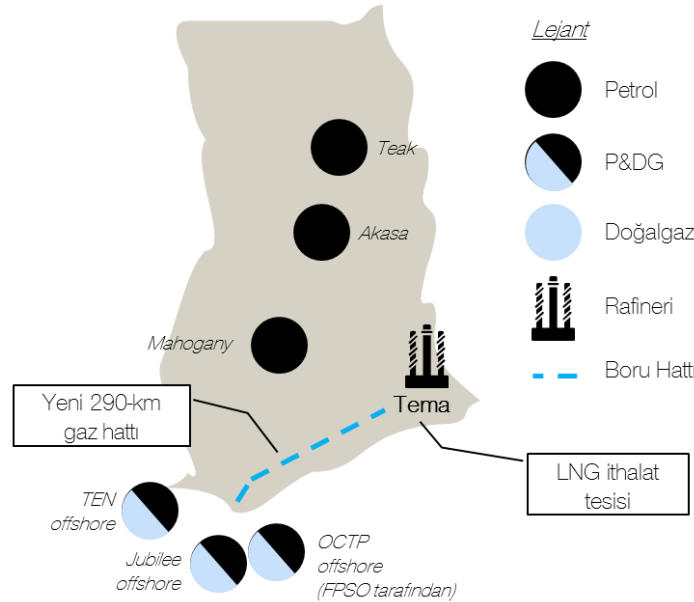 Lejant
Petrol
P&DG
Doğalgaz
Rafineri
Boru Hattı
Teak
Akasa
Mahogany
Tema
Yeni 290-km
gaz hattı
LNG ithalat
tesisi
TEN
offshore
Jubilee
offshore
OCTP
offshore
(FPSO tarafından)